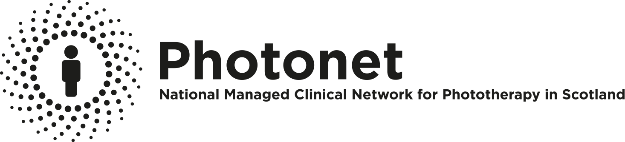 Photonet
National Managed Clinical Network for Phototherapy in Scotland